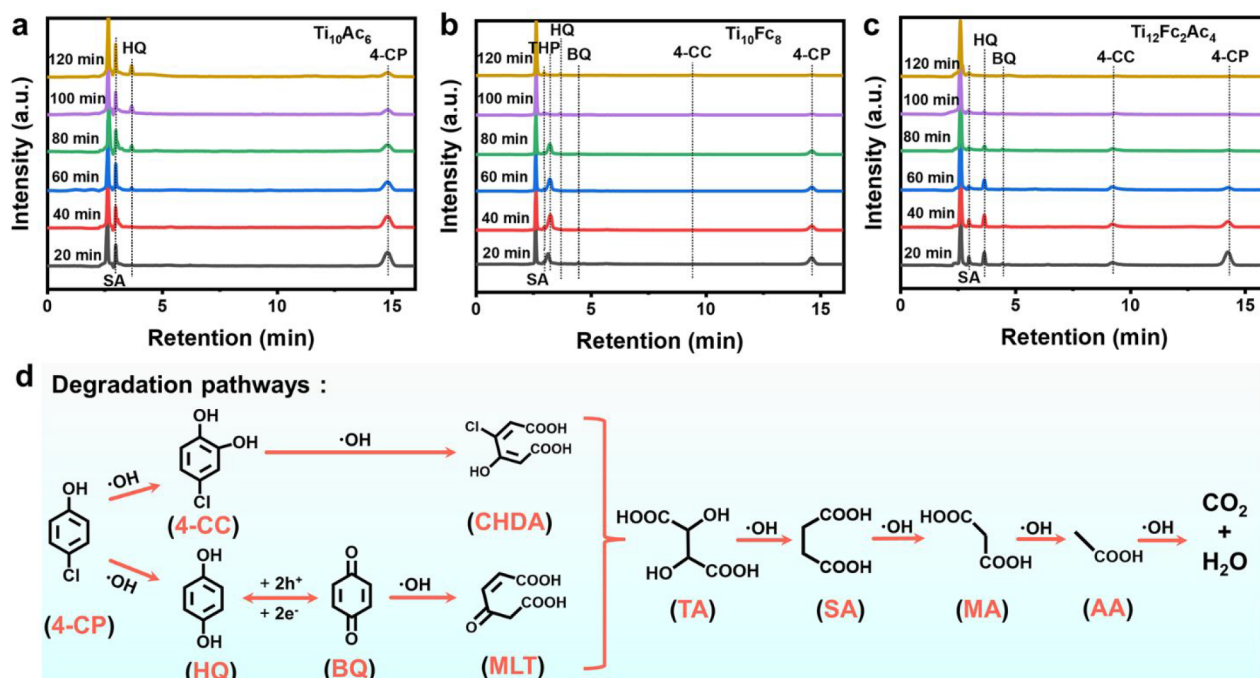 a
Ti10Ac6
HQ
4-CP
120 min
100 min
80 min
60 min
40 min
20 min
SA
Intensity (a.u.)
0 5 10 15
Retention (min)
b
Ti10Fc8
HQ
THP
BQ
4-CC
4-CP
120 min
100 min
80 min
60 min
40 min
20 min
SA
Intensity (a.u.)
0 5 10 15
Retention (min)
c
Ti12Fc2Ac4
HQ
BQ
4-CC
4-CP
120 min
100 min
80 min
60 min
40 min
20 min
SA
Intensity (a.u.)
0 5 10 15
Retention (min)
d Degradation pathways :
OH
Cl
(4-CP)
·OH
·OH
OH
OH
Cl
(4-CC)
·OH
Cl
COOH
COOH
HO
(CHDA)
OH
OH
(HQ)
+ 2h+
+ 2e-
O
O
(BQ)
·OH
COOH
COOH
O
(MLT)
HOOC
OH
HO
COOH
(TA)
·OH
COOH
COOH
(SA)
·OH
HOOC
COOH
(MA)
·OH
COOH
(AA)
·OH
CO2
+
H2O